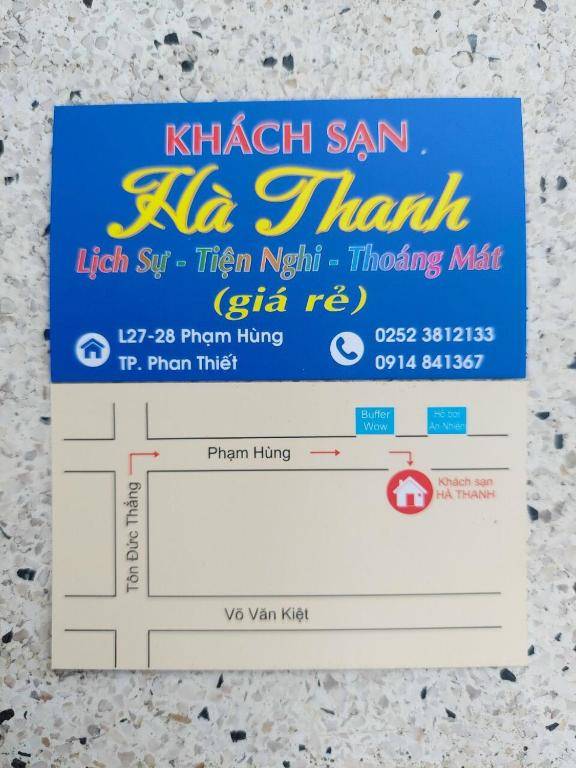 KHÁCH SẠN
Hà Thanh
Lịch Sự - Tiện Nghi - Thoáng Mát
(giá rẻ)
L27-28 Phạm Hùng
TP. Phan Thiết
0252 3812133
0914 841367
Buffer
Wow
Hồ bơi
An Nhiên
Phạm Hùng
Khách sạn
HÀ THANH
Tôn Đức Thắng
Võ Văn Kiệt